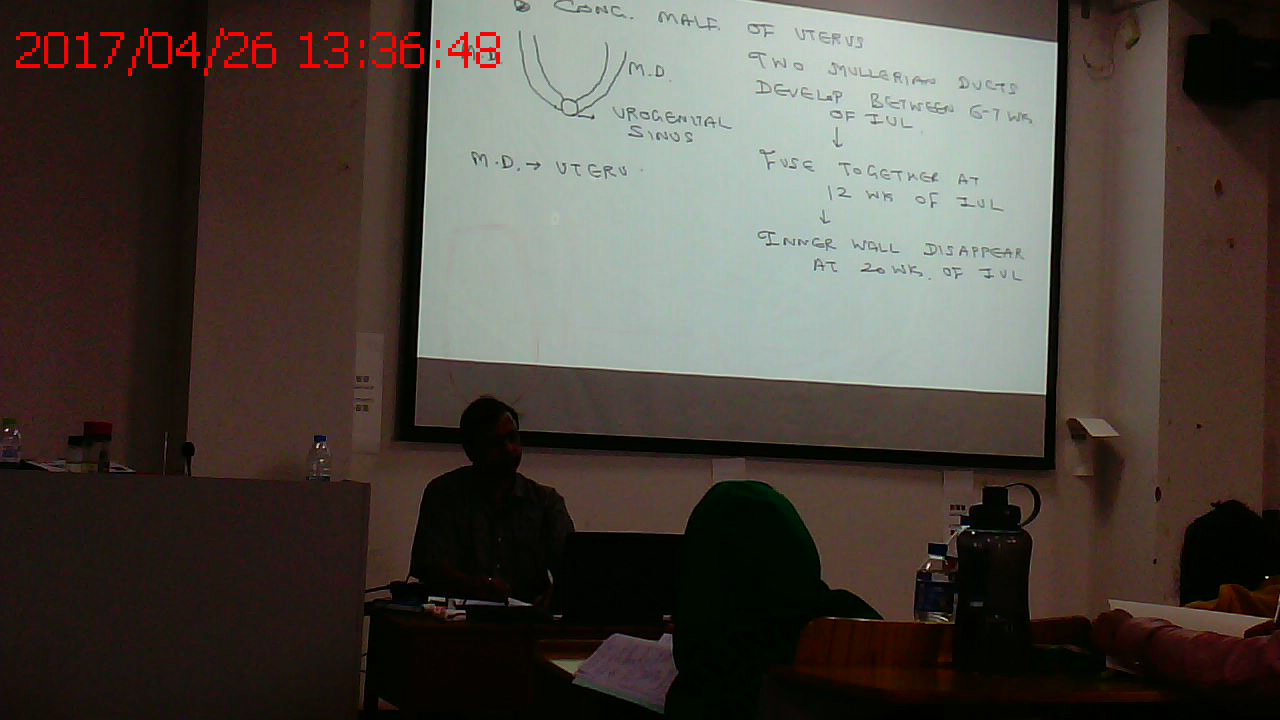 2017/04/26 13:36:48
CONG. MALF. OF UTERUS
M.D.
UROGENITAL
SINUS
M.D. → UTERU
TWO MULLERIAN DUCTS
DEVELOP BETWEEN 6-7 WKS
OF IUL.
↓
FUSE TOGETHER AT
12 WK OF IUL
↓
INNER WALL DISAPPEAR
AT 20 WK. OF IUL